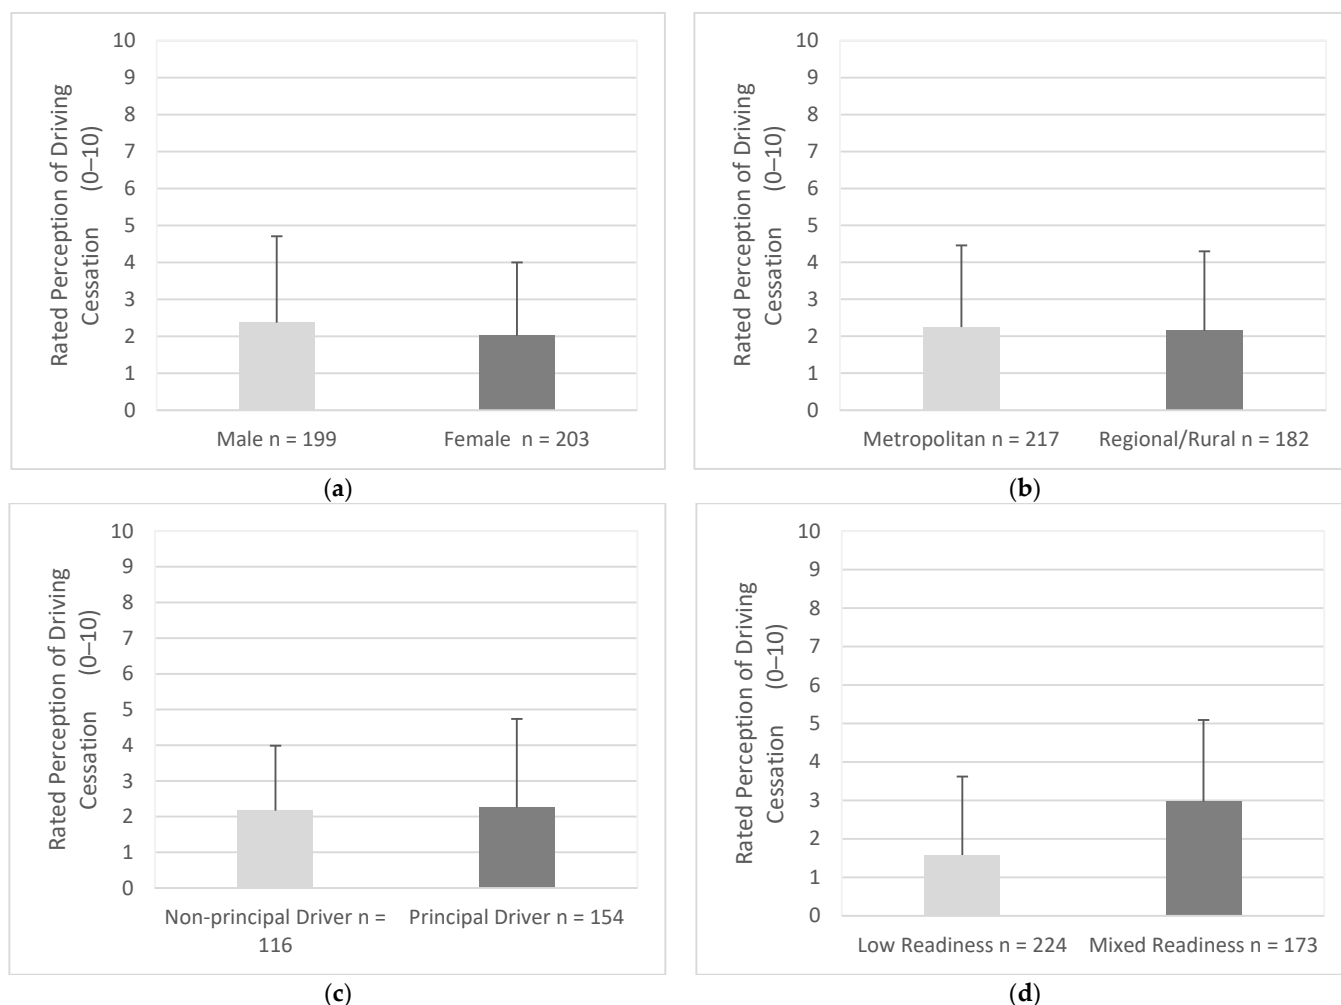 Rated Perception of Driving
Cessation (0–10)
10
9
8
7
6
5
4
3
2
1
0
Male n = 199 Female n = 203
(a)
Rated Perception of Driving
Cessation (0–10)
10
9
8
7
6
5
4
3
2
1
0
Metropolitan n = 217 Regional/Rural n = 182
(b)
Rated Perception of Driving
Cessation (0–10)
10
9
8
7
6
5
4
3
2
1
0
Non-principal Driver n = Principal Driver n = 154
116
(c)
Rated Perception of Driving
Cessation (0–10)
10
9
8
7
6
5
4
3
2
1
0
Low Readiness n = 224 Mixed Readiness n = 173
(d)